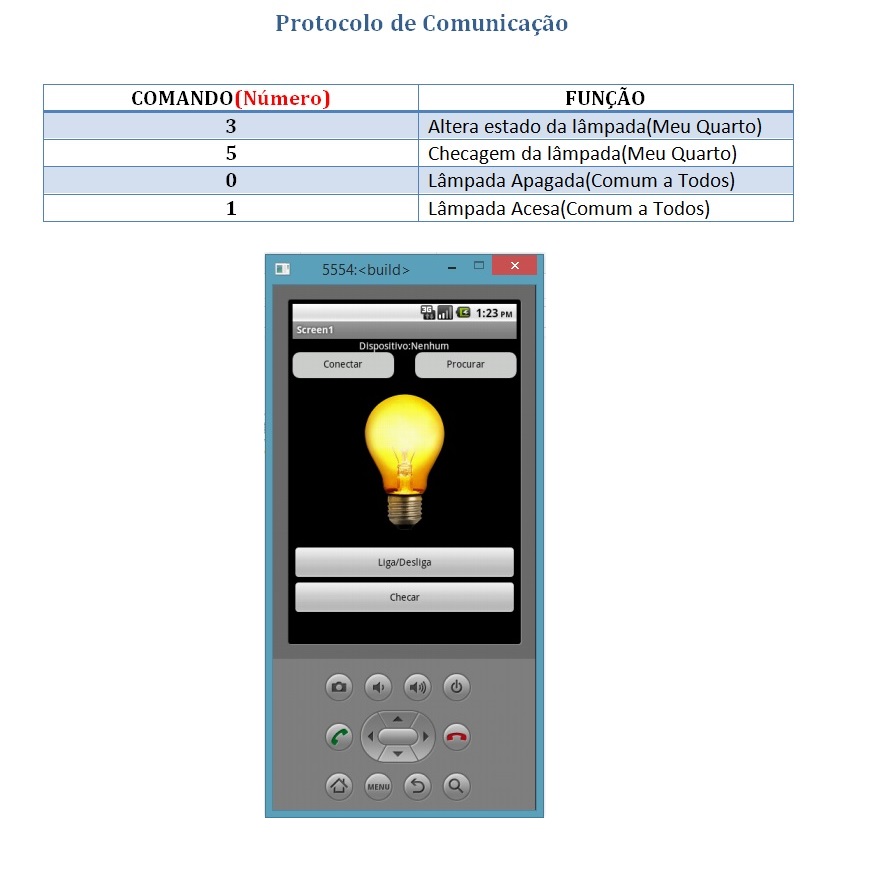 Protocolo de Comunicação
COMANDO(Número) FUNÇÃO
3 Altera estado da lâmpada(Meu Quarto)
5 Checagem da lâmpada(Meu Quarto)
0 Lâmpada Apagada(Comum a Todos)
1 Lâmpada Acesa(Comum a Todos)
5554:<build>
3G 1:23 PM
Screen1
Dispositivo:Nenhum
Conectar Procurar
Liga/Desliga
Checar
MENU